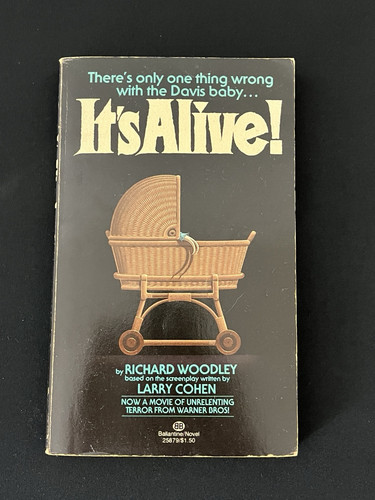 There's only one thing wrong
with the Davis baby...
It's Alive!
by RICHARD WOODLEY
based on the screenplay written by
LARRY COHEN
NOW A MOVIE OF UNRELENTING
TERROR FROM WARNER BROS!
BB
Ballantine/Novel
25879/$1.50